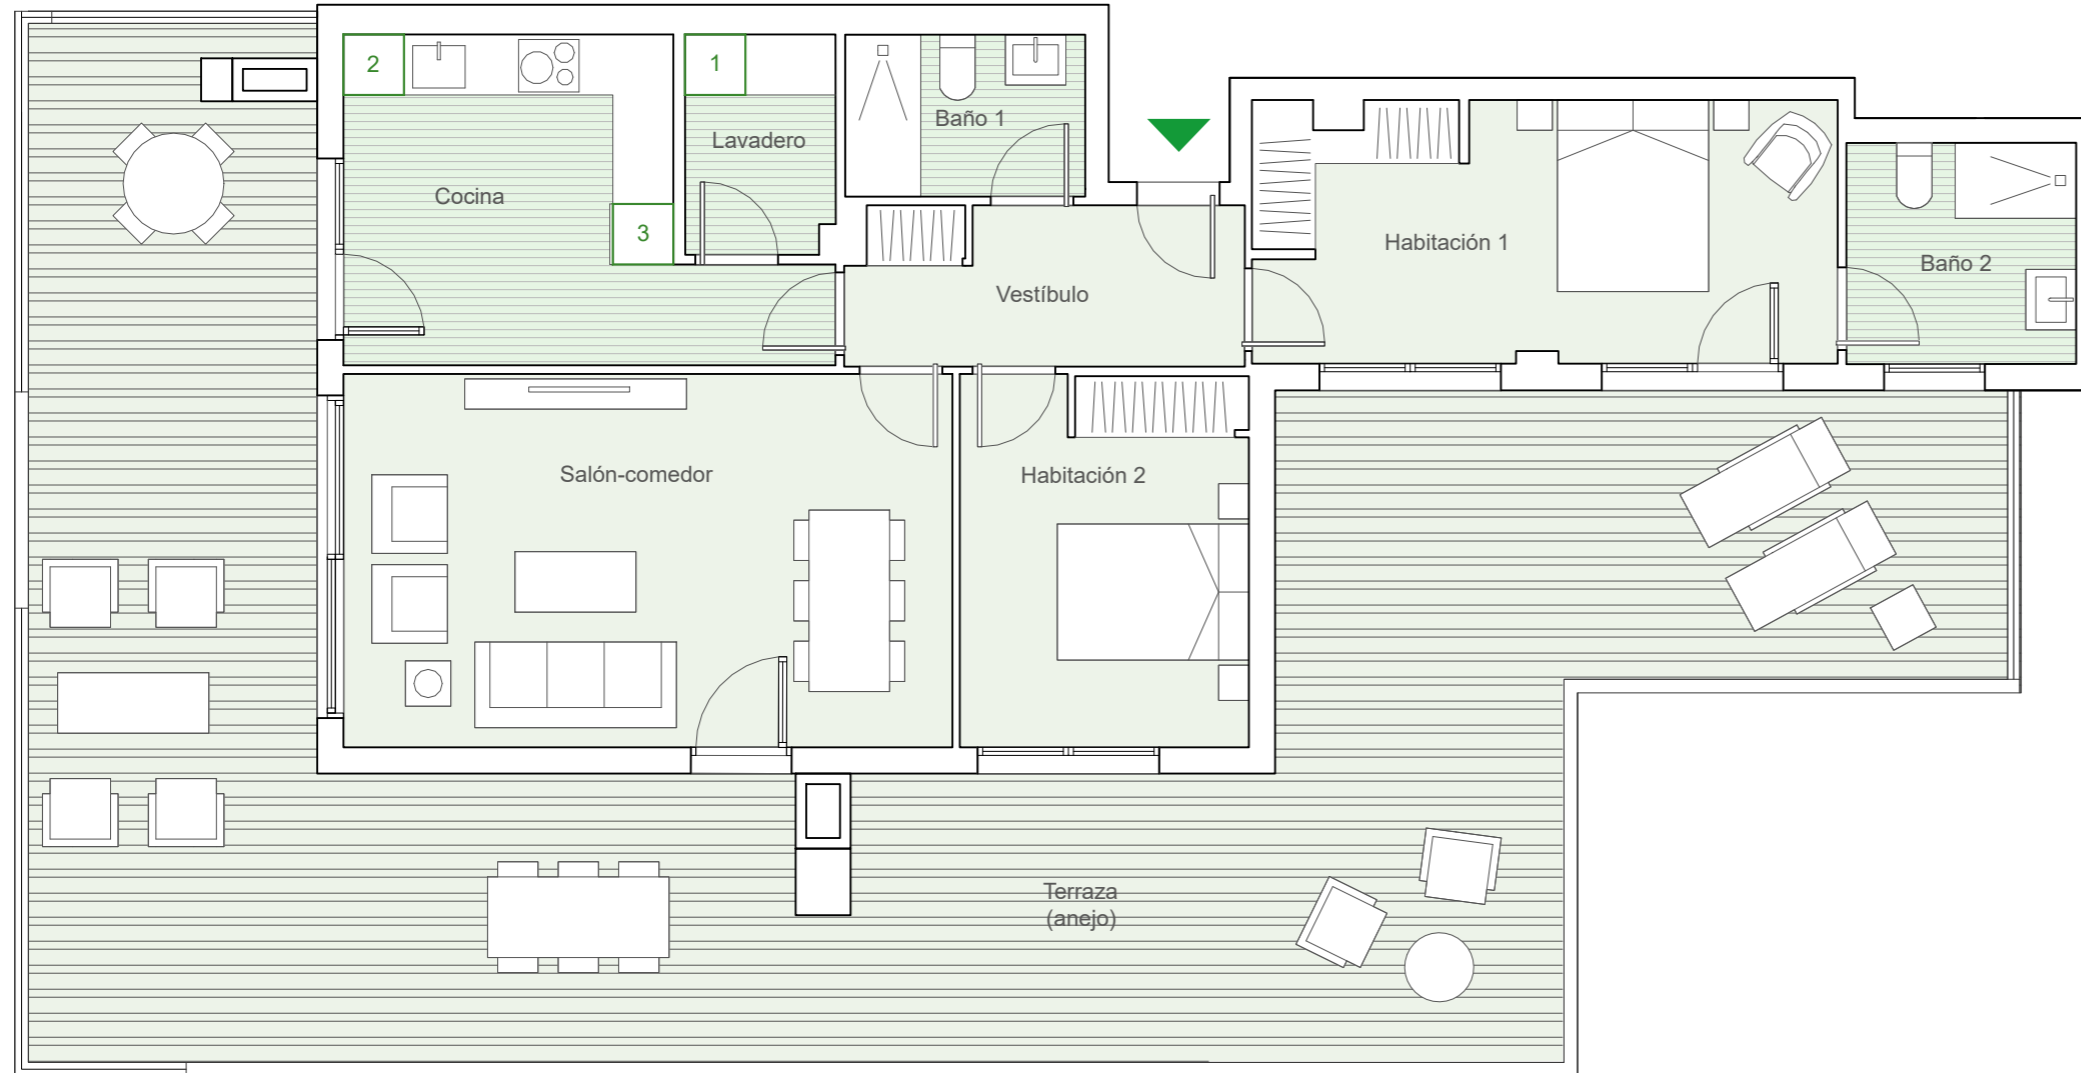 2
1
Baño 1
Lavadero
Cocina
3
Habitación 1
Baño 2
Vestíbulo
Salón-comedor
Habitación 2
Terraza
(anejo)